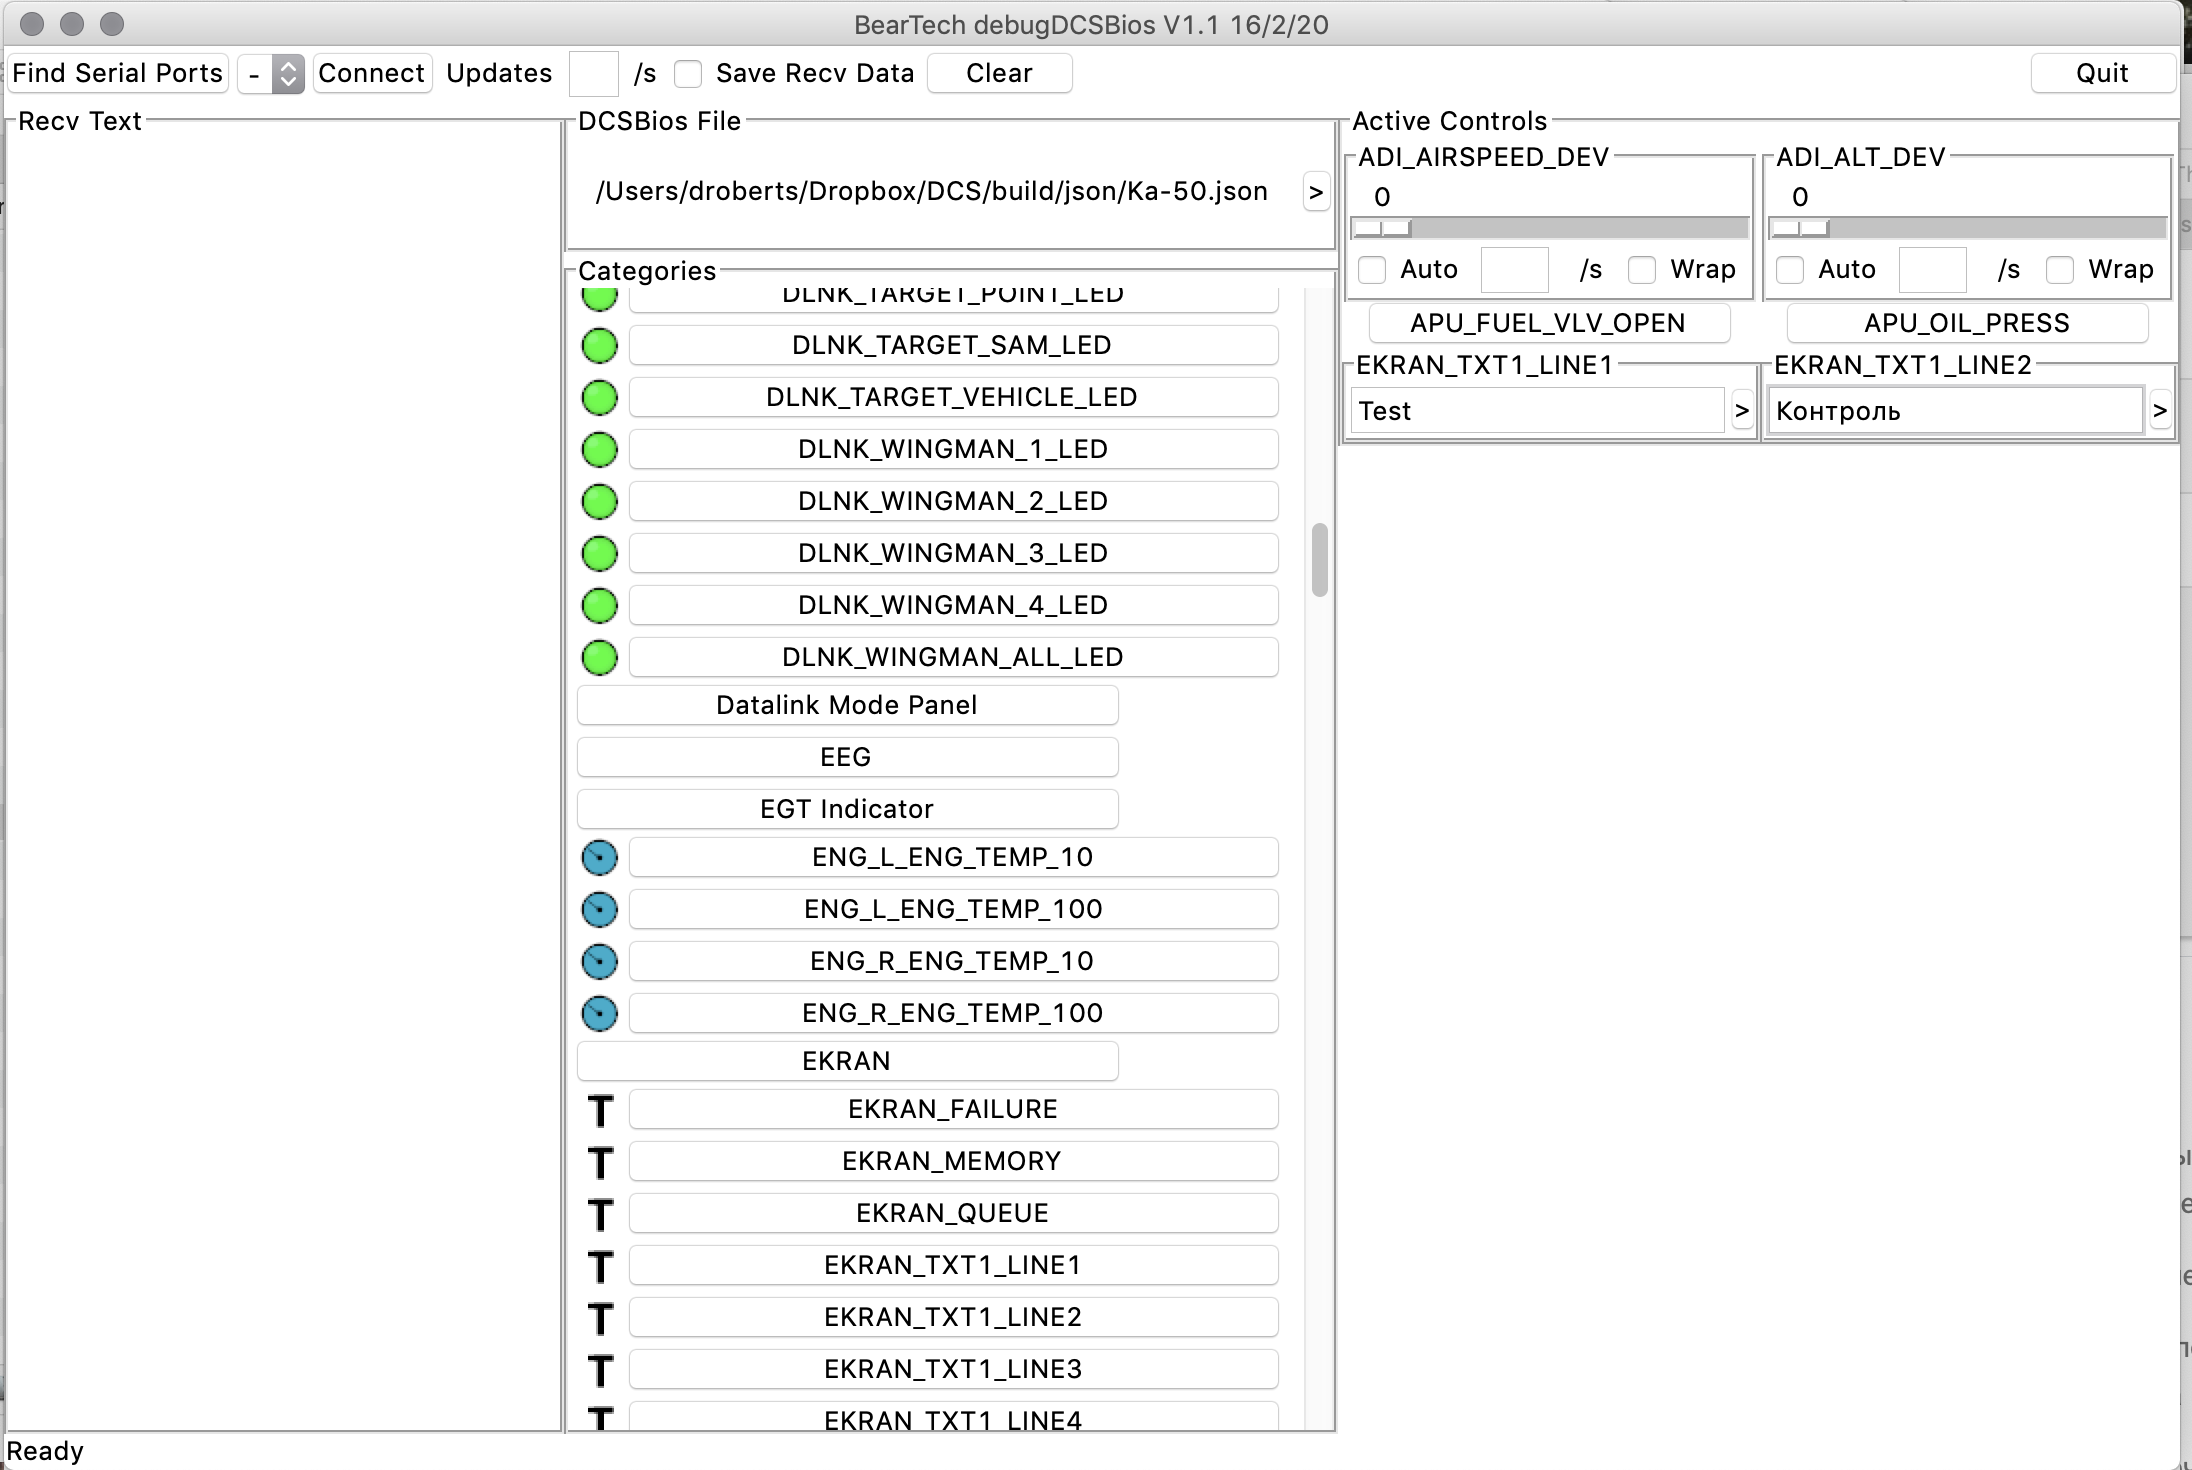 BearTech debugDCSBios V1.1 16/2/20
Find Serial Ports - Connect Updates /s Save Recv Data Clear Quit
Recv Text
DCSBios File
/Users/droberts/Dropbox/DCS/build/json/Ka-50.json >
Categories
DLNK_TARGET_POINT_LED
DLNK_TARGET_SAM_LED
DLNK_TARGET_VEHICLE_LED
DLNK_WINGMAN_1_LED
DLNK_WINGMAN_2_LED
DLNK_WINGMAN_3_LED
DLNK_WINGMAN_4_LED
DLNK_WINGMAN_ALL_LED
Datalink Mode Panel
EEG
EGT Indicator
ENG_L_ENG_TEMP_10
ENG_L_ENG_TEMP_100
ENG_R_ENG_TEMP_10
ENG_R_ENG_TEMP_100
EKRAN
T EKRAN_FAILURE
T EKRAN_MEMORY
T EKRAN_QUEUE
T EKRAN_TXT1_LINE1
T EKRAN_TXT1_LINE2
T EKRAN_TXT1_LINE3
T EKRAN_TXT1_LINE4
Active Controls
ADI_AIRSPEED_DEV ADI_ALT_DEV
0 0
Auto /s Wrap Auto /s Wrap
APU_FUEL_VLV_OPEN APU_OIL_PRESS
EKRAN_TXT1_LINE1 EKRAN_TXT1_LINE2
Test > Контроль >
Ready